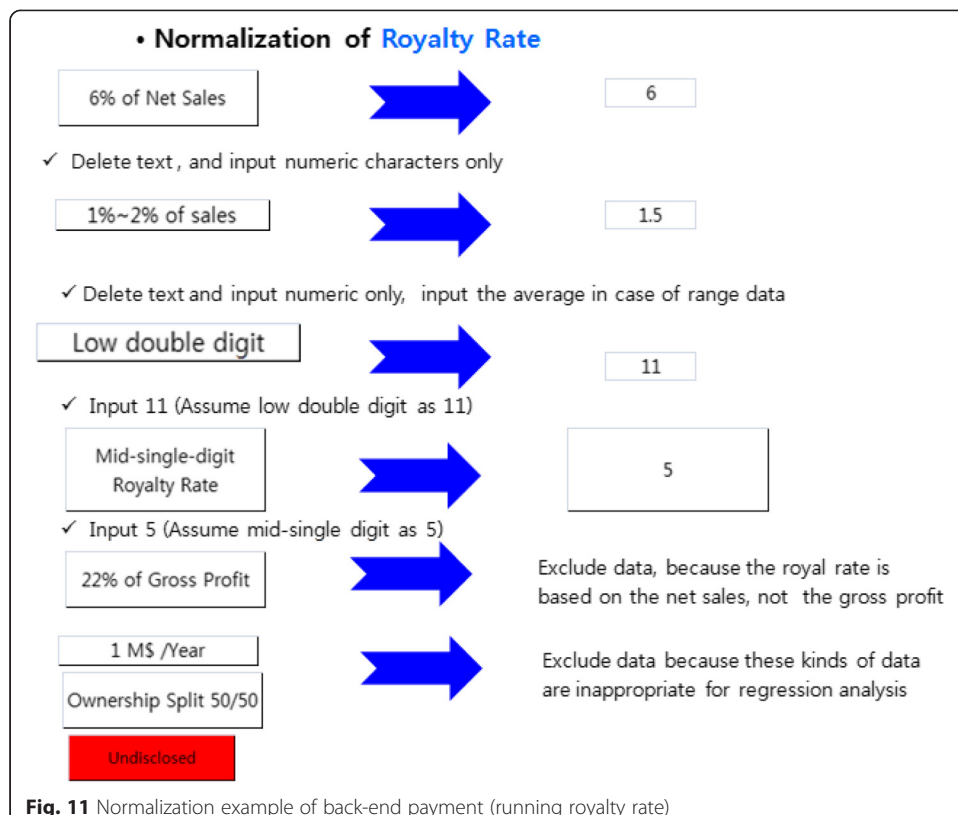 • Normalization of Royalty Rate
6% of Net Sales
6
✓ Delete text, and input numeric characters only
1%~2% of sales
1.5
✓ Delete text and input numeric only, input the average in case of range data
Low double digit
11
✓ Input 11 (Assume low double digit as 11)
Mid-single-digit
Royalty Rate
5
✓ Input 5 (Assume mid-single digit as 5)
22% of Gross Profit
Exclude data, because the royal rate is
based on the net sales, not the gross profit
1 M$ /Year
Ownership Split 50/50
Undisclosed
Exclude data because these kinds of data
are inappropriate for regression analysis
Fig. 11 Normalization example of back-end payment (running royalty rate)